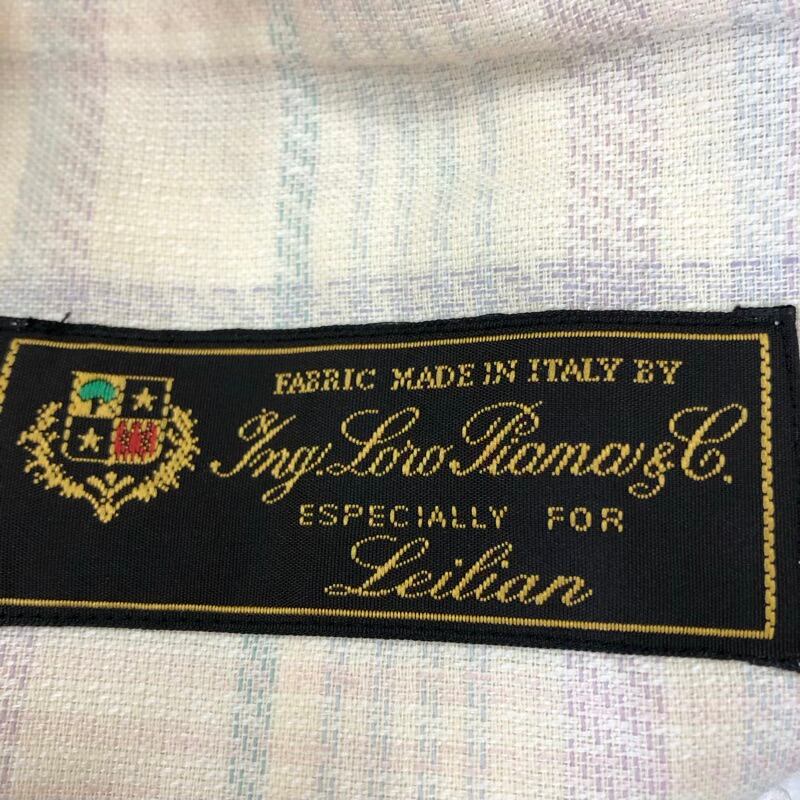 FABRIC MADE IN ITALY BY
Ing. Loro Piana & C.
ESPECIALLY FOR
Leilian